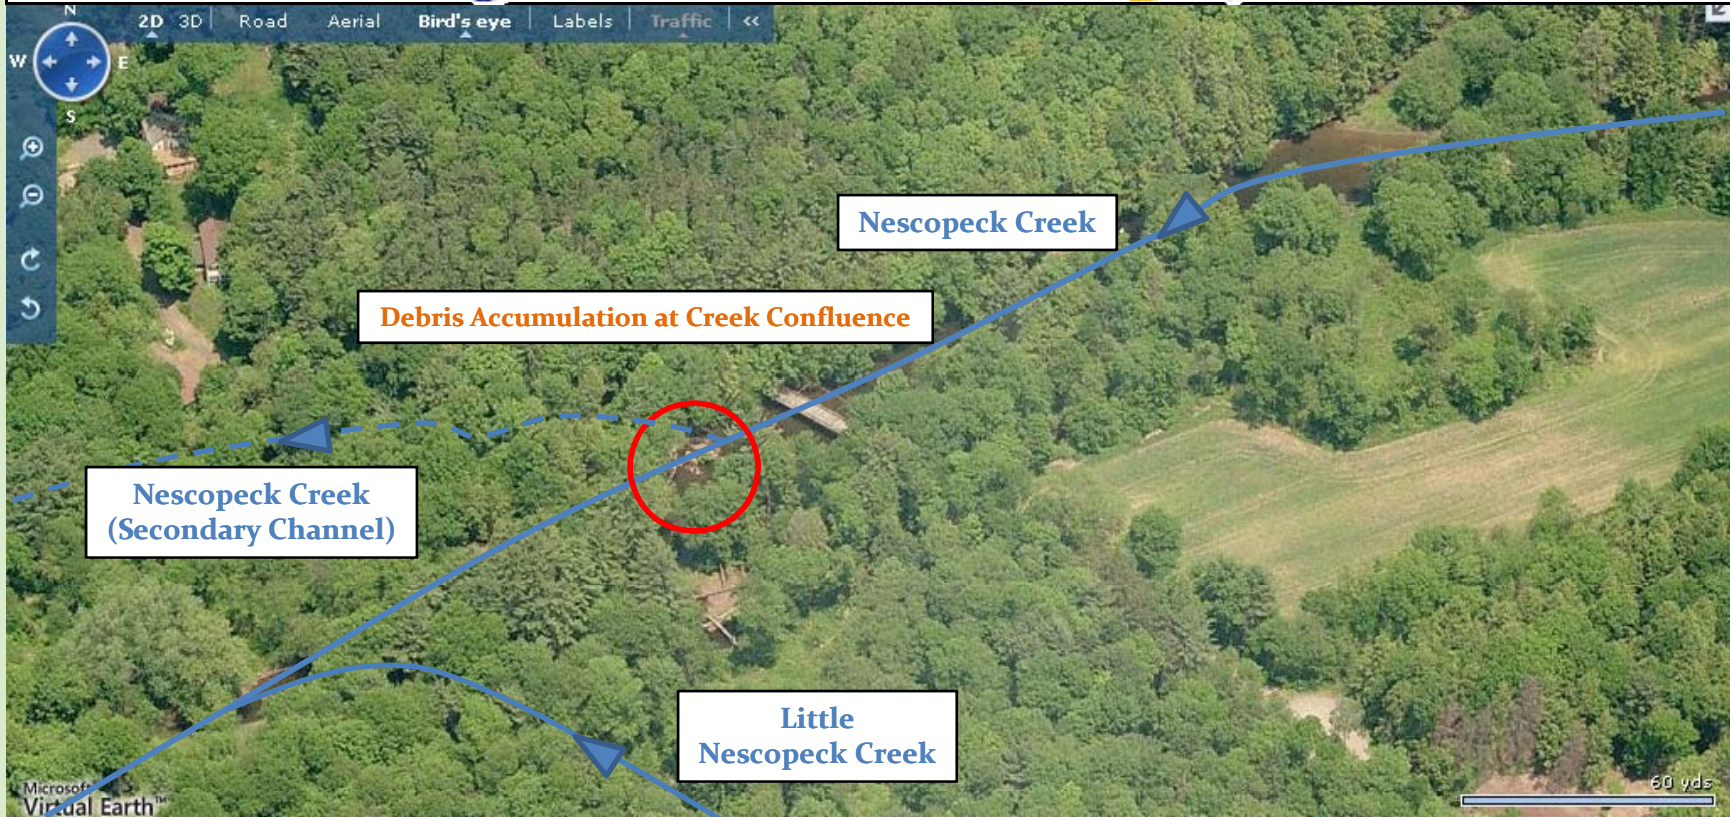 N
2D 3D Road Aerial Bird's eye Labels Traffic <<
W E
S
Nescopeck Creek
Debris Accumulation at Creek Confluence
Nescopeck Creek
(Secondary Channel)
Little
Nescopeck Creek
60 yds
Microsoft
Virtual Earth™